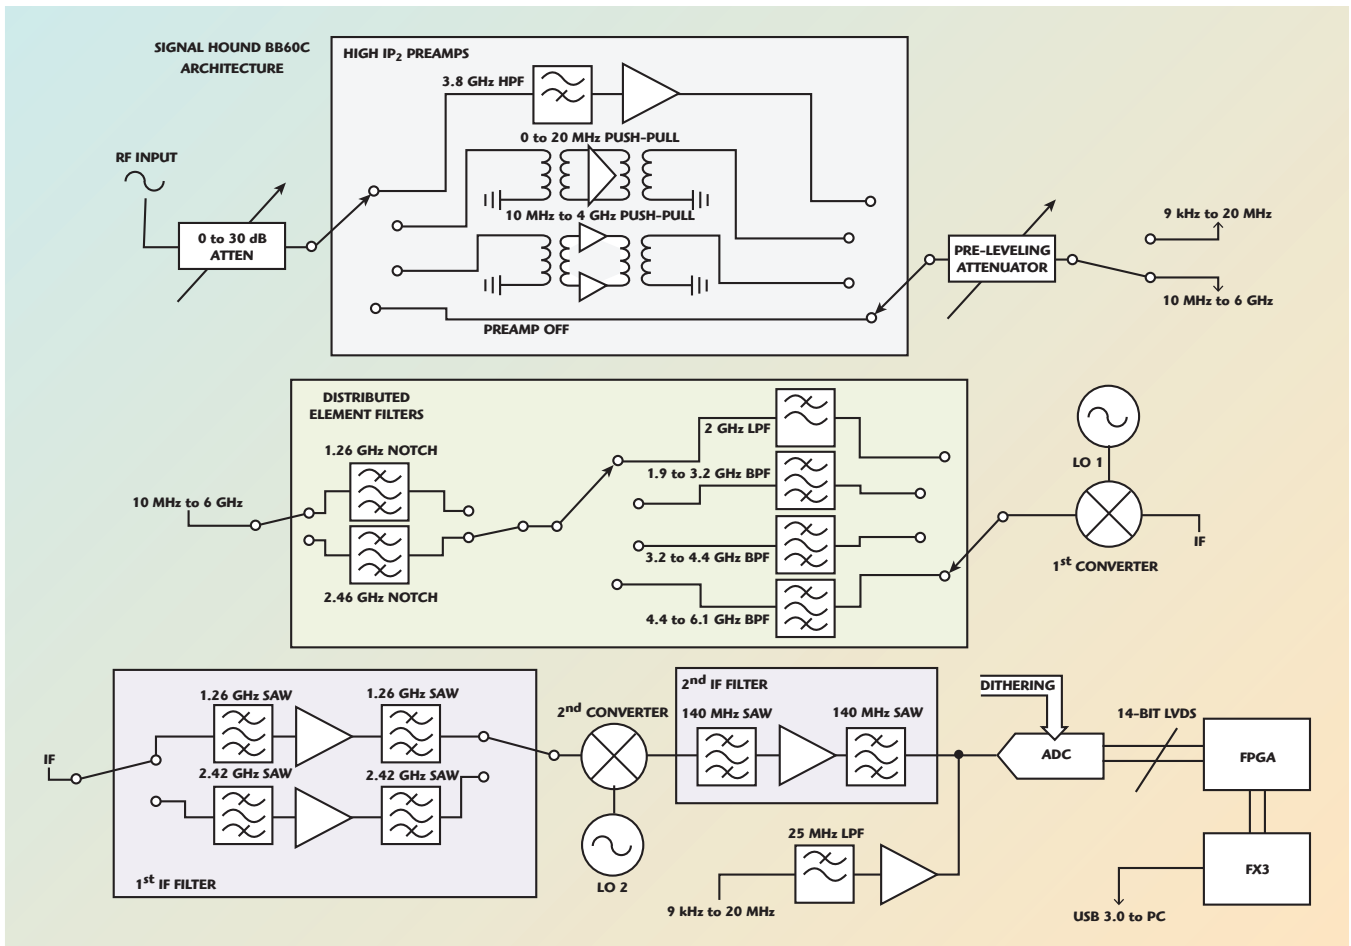 SIGNAL HOUND BB60C
ARCHITECTURE
HIGH IP2 PREAMPS
3.8 GHz HPF
0 to 20 MHz PUSH-PULL
RF INPUT
0 to 30 dB
ATTEN
10 MHz to 4 GHz PUSH-PULL
PREAMP OFF
PRE-LEVELING
ATTENUATOR
9 kHz to 20 MHz
10 MHz to 6 GHz
DISTRIBUTED
ELEMENT FILTERS
1.26 GHz NOTCH
10 MHz to 6 GHz
2.46 GHz NOTCH
2 GHz LPF
1.9 to 3.2 GHz BPF
3.2 to 4.4 GHz BPF
4.4 to 6.1 GHz BPF
LO 1
IF
1st CONVERTER
IF
1.26 GHz SAW
1.26 GHz SAW
2.42 GHz SAW
2.42 GHz SAW
1st IF FILTER
2nd CONVERTER
LO 2
2nd IF FILTER
140 MHz SAW
140 MHz SAW
25 MHz LPF
9 kHz to 20 MHz
DITHERING
ADC
14-BIT LVDS
FPGA
FX3
USB 3.0 to PC